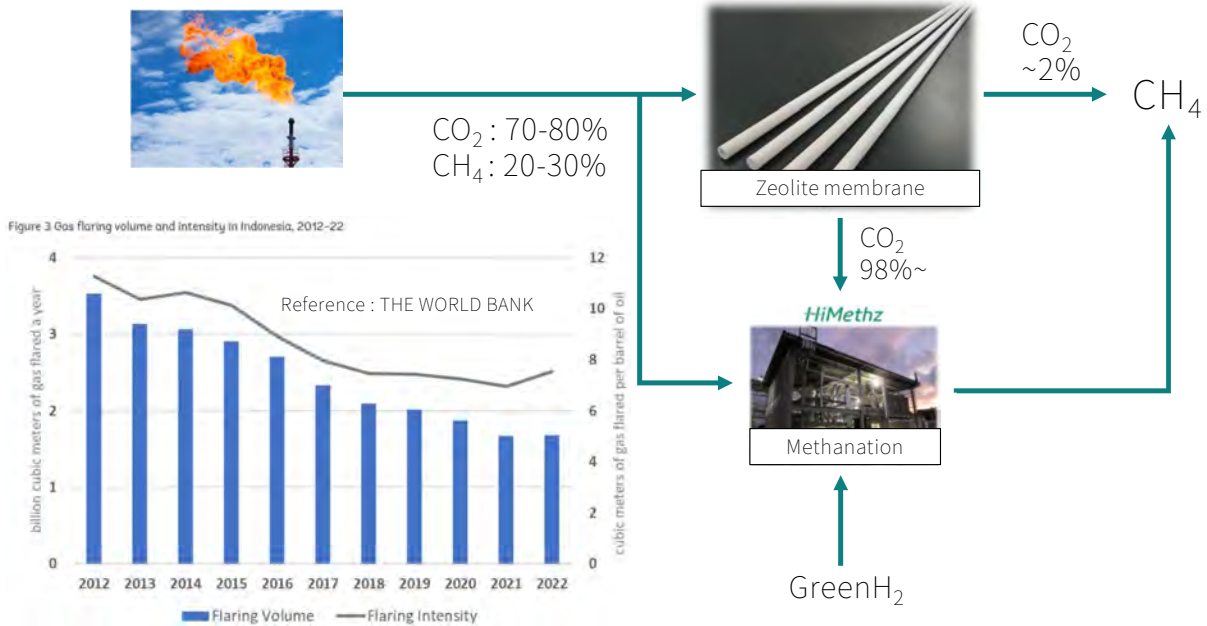 CO₂
~2%
CH₄
CO₂ : 70-80%
CH₄ : 20-30%
Zeolite membrane
CO₂
98%~
HiMethz
Methanation
GreenH₂
Figure 3 Gas flaring volume and intensity in Indonesia, 2012–22
Reference : THE WORLD BANK
billion cubic meters of gas flared a year
4
3
2
1
0
cubic meters of gas flared per barrel of oil
12
10
8
6
4
2
0
2012 2013 2014 2015 2016 2017 2018 2019 2020 2021 2022
Flaring Volume Flaring Intensity